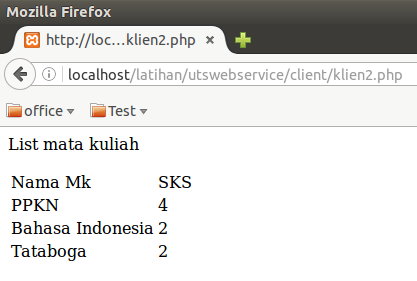 Mozilla Firefox
http://loc...klien2.php
localhost/latihan/utswebservice/client/klien2.php
office Test
List mata kuliah
Nama Mk SKS
PPKN 4
Bahasa Indonesia 2
Tataboga 2